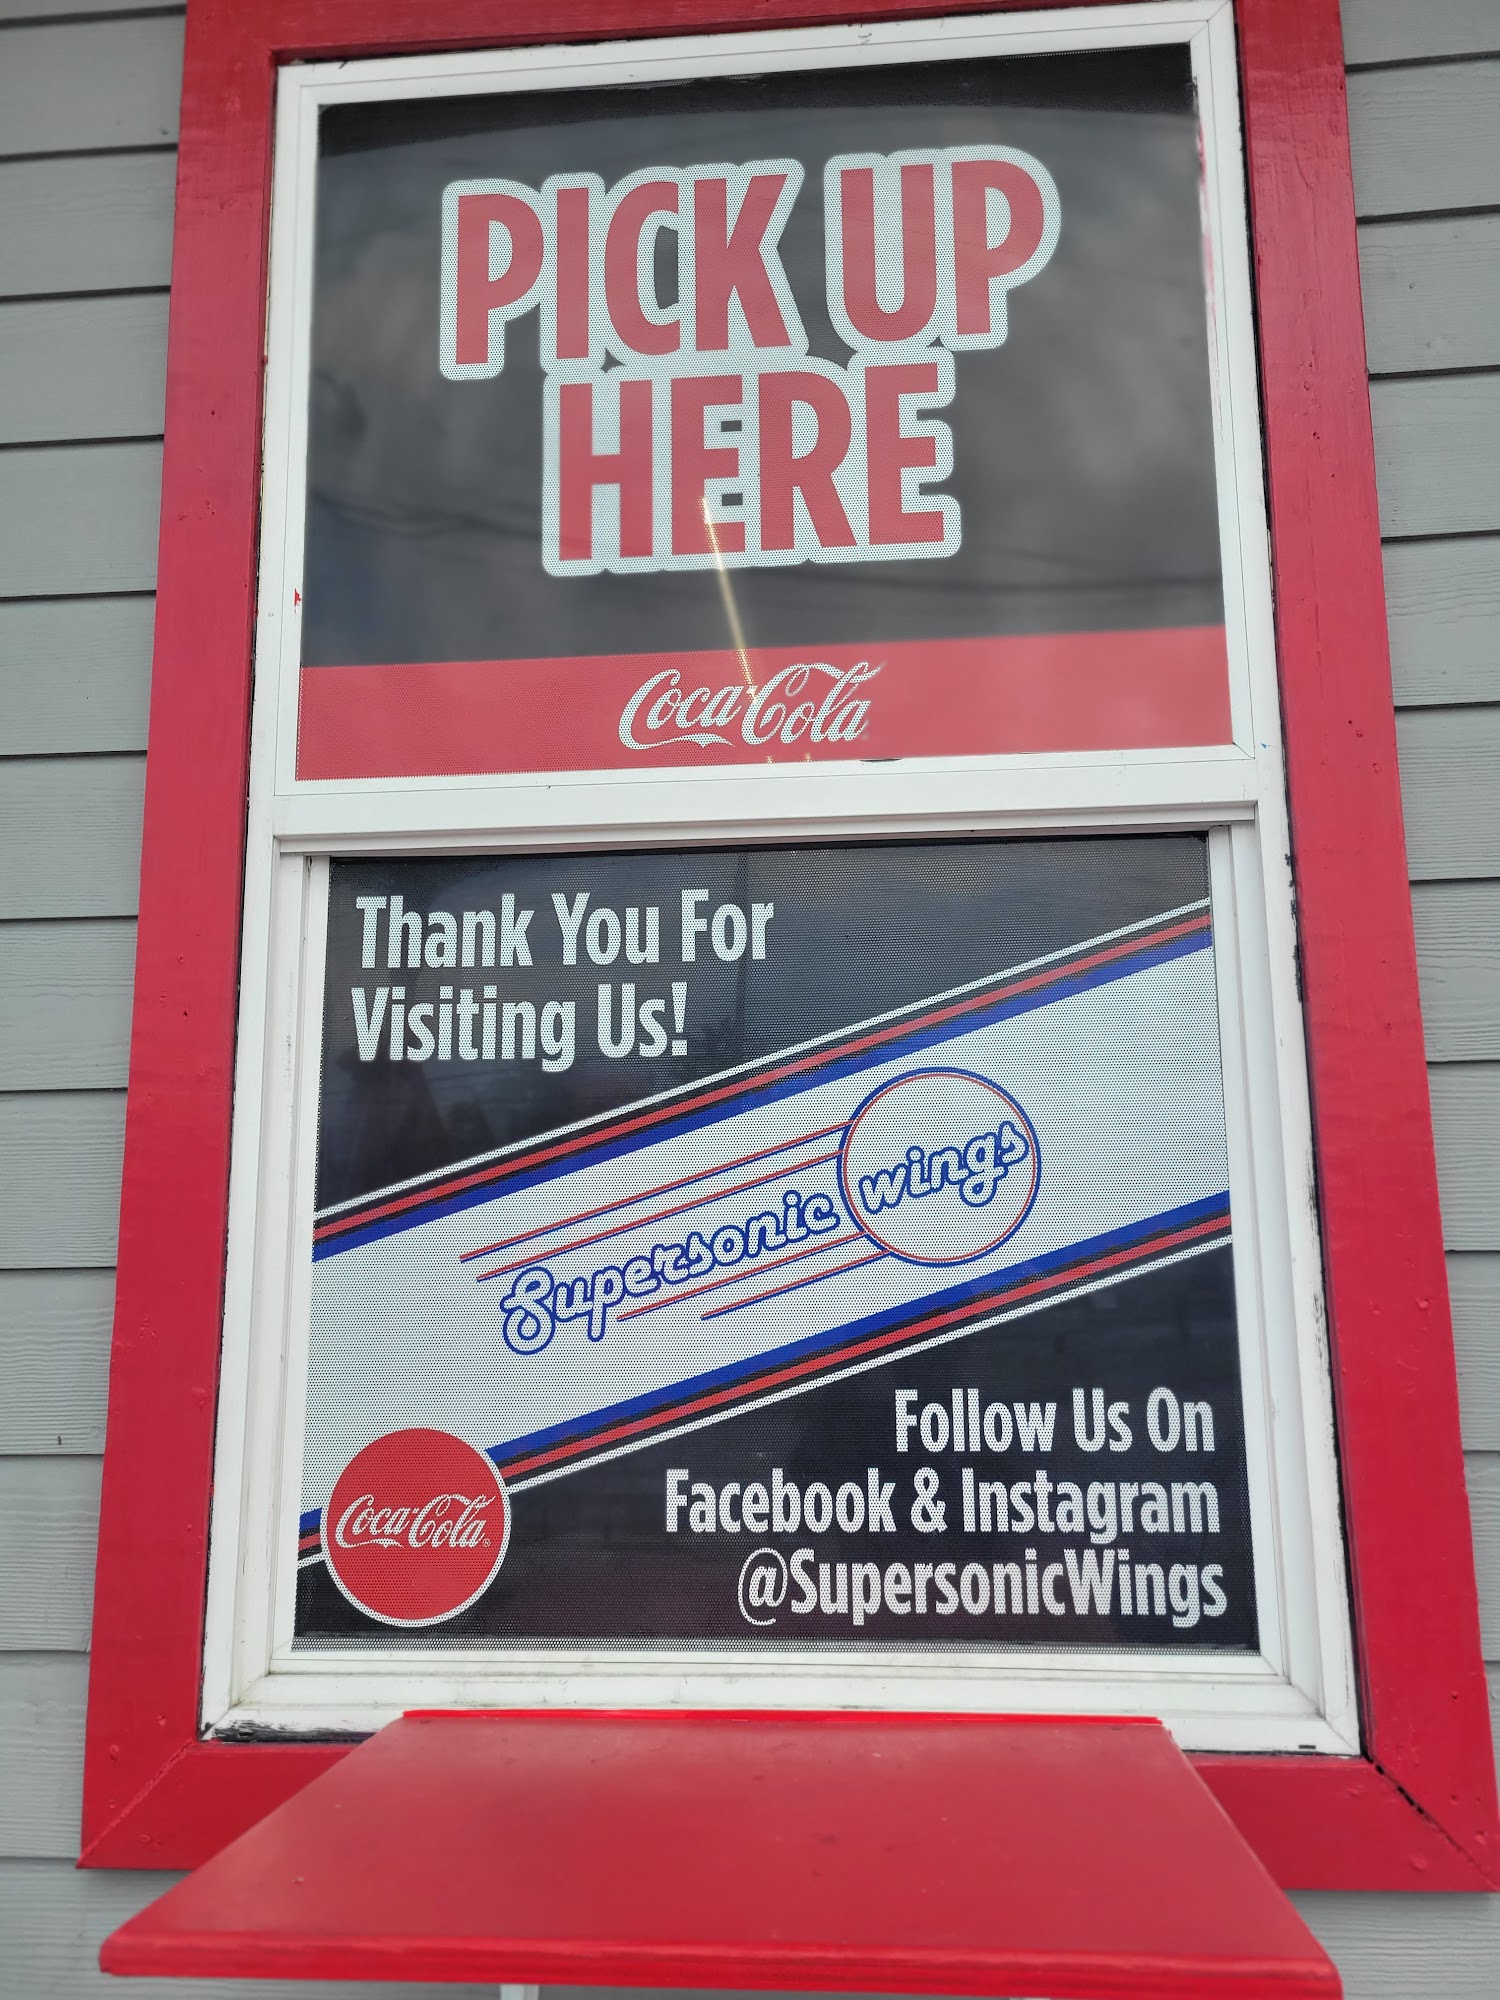 PICK UP
HERE
Coca-Cola
Thank You For
Visiting Us!
Supersonic wings
Coca-Cola®
Follow Us On
Facebook & Instagram
@SupersonicWings